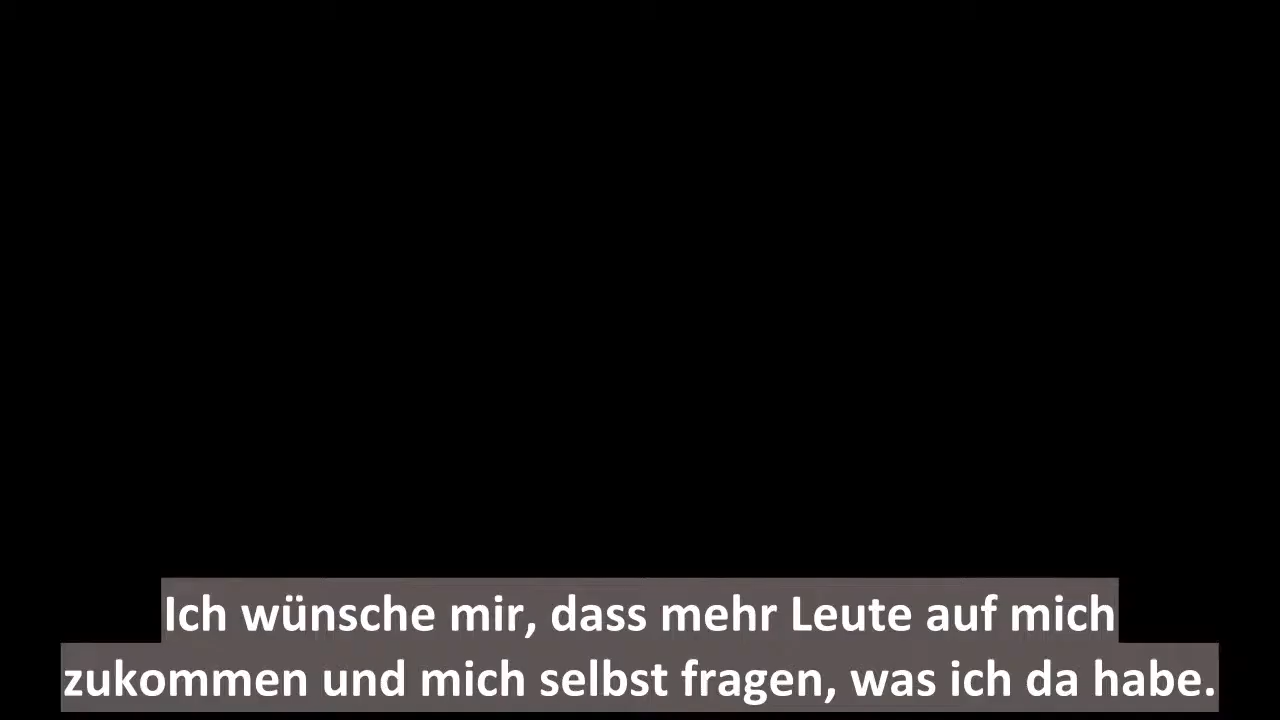 Ich wünsche mir, dass mehr Leute auf mich
zukommen und mich selbst fragen, was ich da habe.